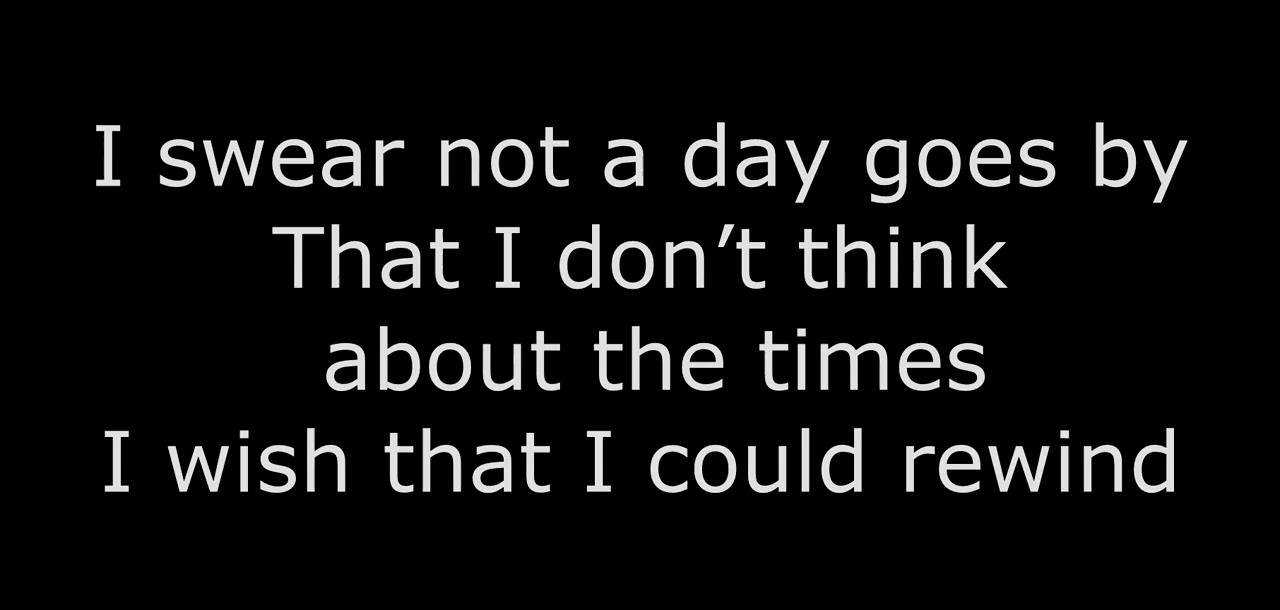 I swear not a day goes by
That I don’t think
about the times
I wish that I could rewind